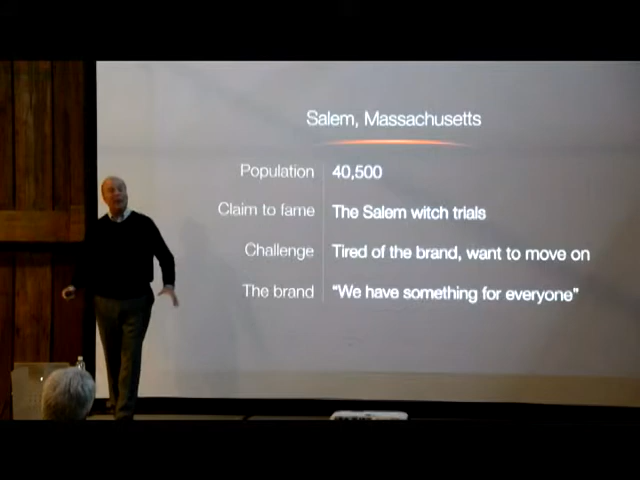 Salem, Massachusetts
Population 40,500
Claim to fame The Salem witch trials
Challenge Tired of the brand, want to move on
The brand "We have something for everyone"